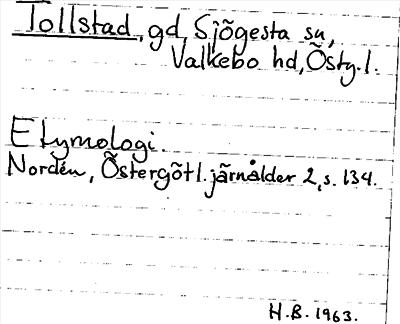 Tollstad, gd, Sjögesta sn,
Valkebo hd, Östg. l.
Etymologi.
Nordén, Östergötl. järnålder 2, s. 134.
H.B. 1963.